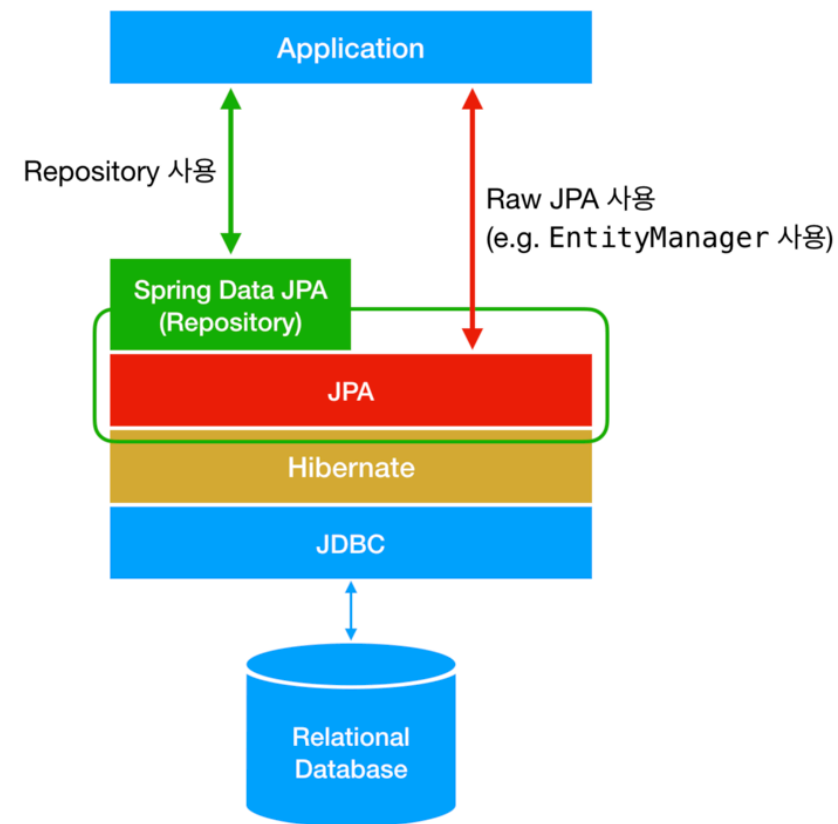 Application
Repository 사용
Raw JPA 사용
(e.g. EntityManager 사용)
Spring Data JPA
(Repository)
JPA
Hibernate
JDBC
Relational
Database